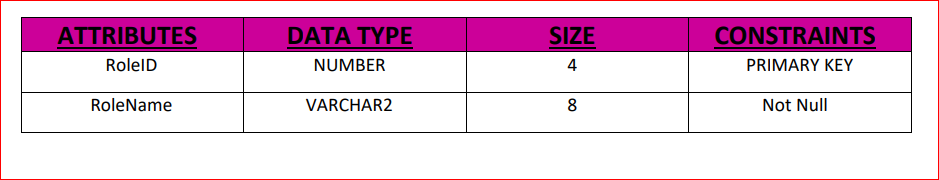 ATTRIBUTES DATA TYPE SIZE CONSTRAINTS
RoleID NUMBER 4 PRIMARY KEY
RoleName VARCHAR2 8 Not Null